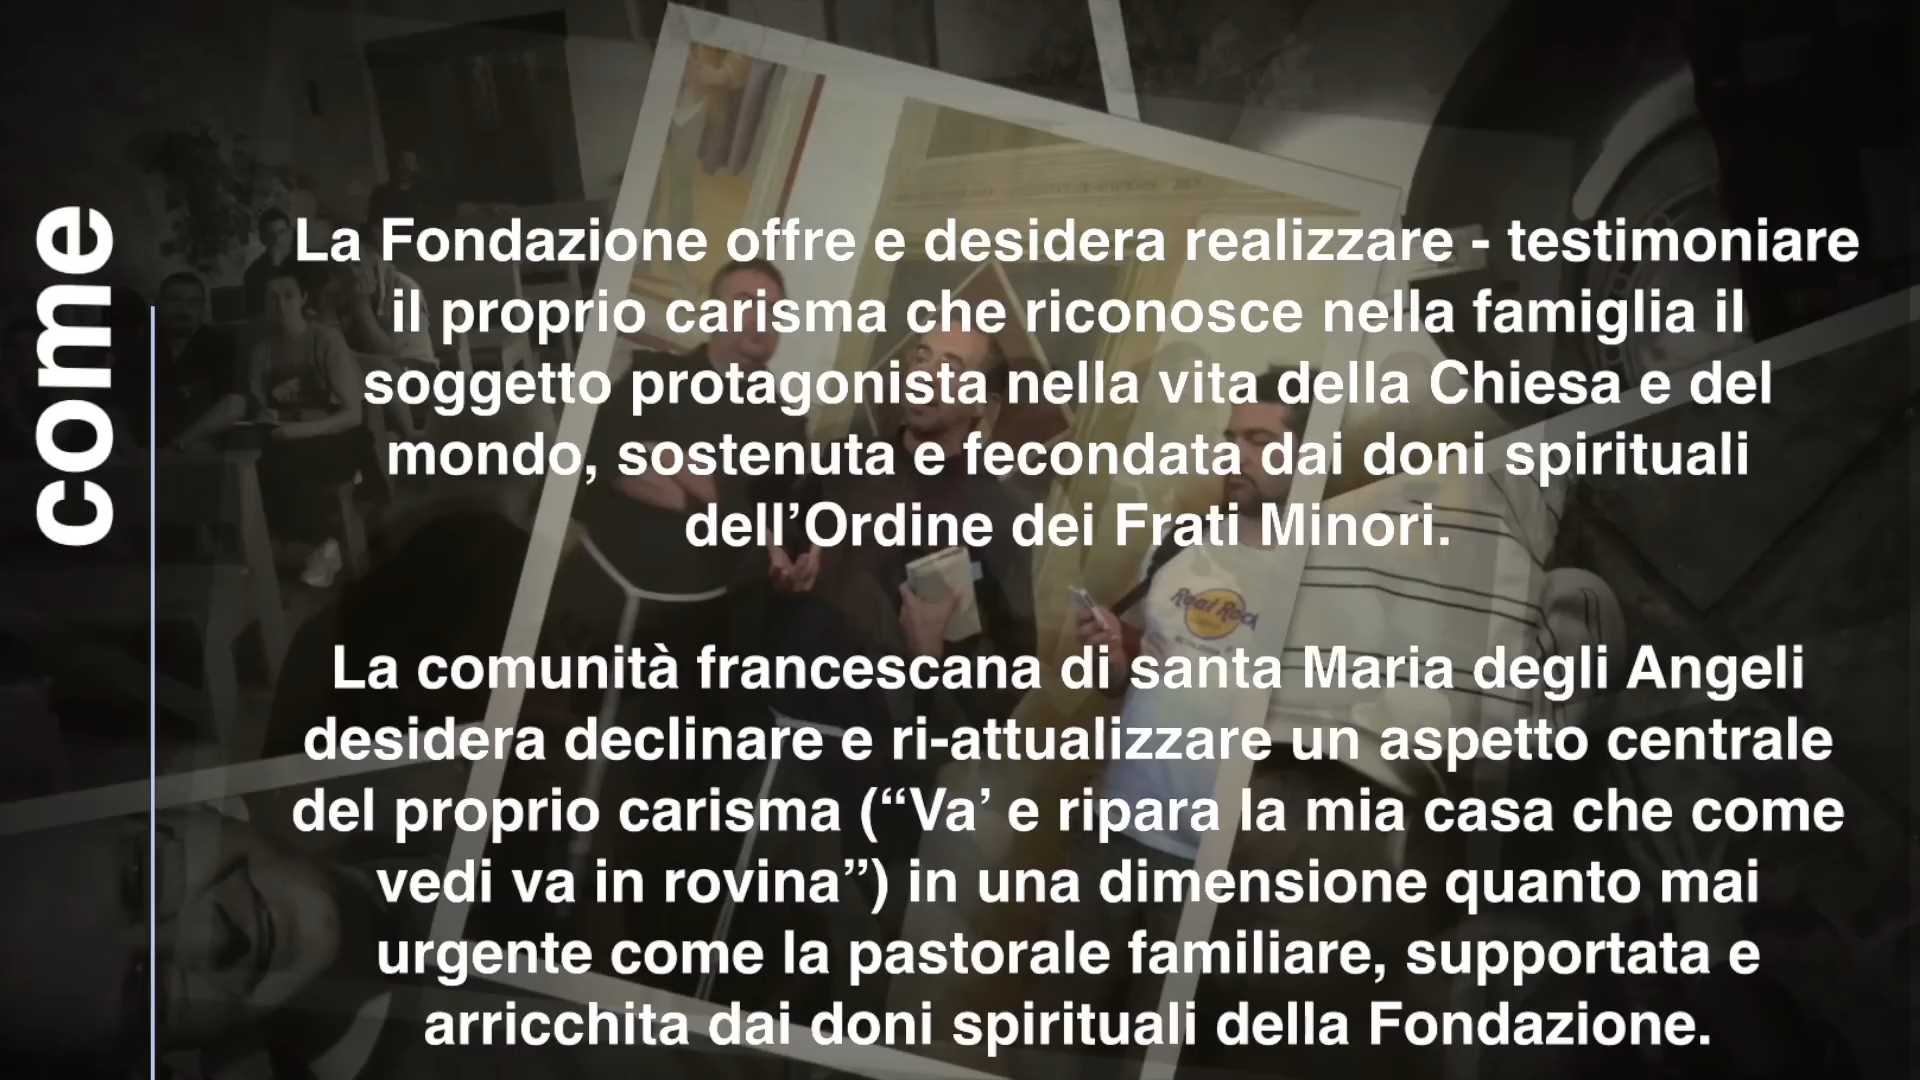 come
La Fondazione offre e desidera realizzare - testimoniare
il proprio carisma che riconosce nella famiglia il
soggetto protagonista nella vita della Chiesa e del
mondo, sostenuta e fecondata dai doni spirituali
dell’Ordine dei Frati Minori.
La comunità francescana di santa Maria degli Angeli
desidera declinare e ri-attualizzare un aspetto centrale
del proprio carisma (“Va’ e ripara la mia casa che come
vedi va in rovina”) in una dimensione quanto mai
urgente come la pastorale familiare, supportata e
arricchita dai doni spirituali della Fondazione.
Real Rock